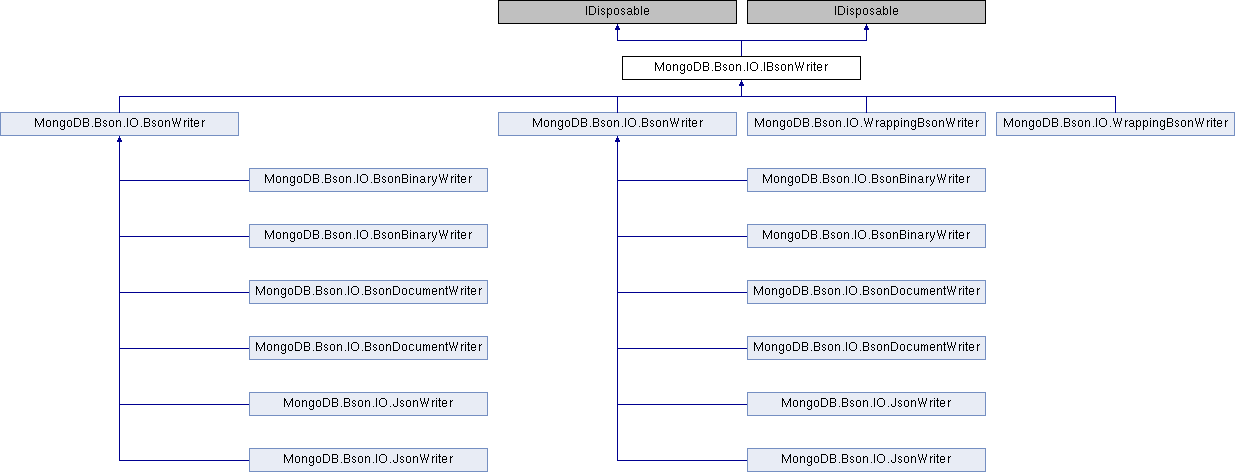 IDisposable
IDisposable
MongoDB.Bson.IO.IBsonWriter
MongoDB.Bson.IO.BsonWriter
MongoDB.Bson.IO.BsonWriter
MongoDB.Bson.IO.WrappingBsonWriter
MongoDB.Bson.IO.WrappingBsonWriter
MongoDB.Bson.IO.BsonBinaryWriter
MongoDB.Bson.IO.BsonBinaryWriter
MongoDB.Bson.IO.BsonBinaryWriter
MongoDB.Bson.IO.BsonBinaryWriter
MongoDB.Bson.IO.BsonDocumentWriter
MongoDB.Bson.IO.BsonDocumentWriter
MongoDB.Bson.IO.BsonDocumentWriter
MongoDB.Bson.IO.BsonDocumentWriter
MongoDB.Bson.IO.JsonWriter
MongoDB.Bson.IO.JsonWriter
MongoDB.Bson.IO.JsonWriter
MongoDB.Bson.IO.JsonWriter